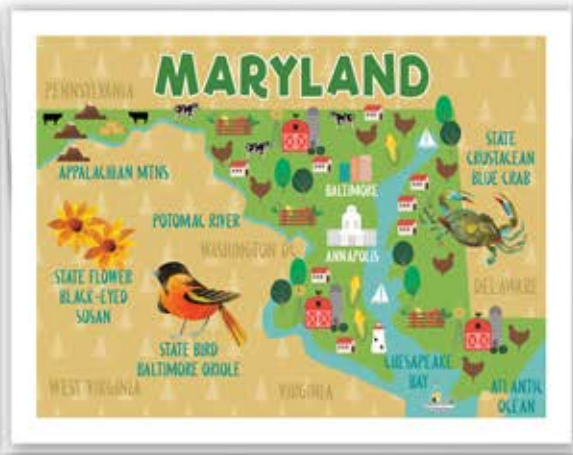 MARYLAND
PENNSYLVANIA
APPALACHIAN MTNS
STATE
CRUSTACEAN
BLUE CRAB
BALTIMORE
POTOMAC RIVER
WASHINGTON DC
ANNAPOLIS
STATE FLOWER
BLACK-EYED
SUSAN
DELAWARE
STATE BIRD
BALTIMORE ORIOLE
CHESAPEAKE
BAY
WEST VIRGINIA
VIRGINIA
ATLANTIC
OCEAN